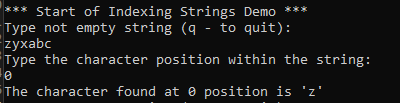 *** Start of Indexing Strings Demo ***
Type not empty string (q - to quit):
zyxabc
Type the character position within the string:
0
The character found at 0 position is 'z'